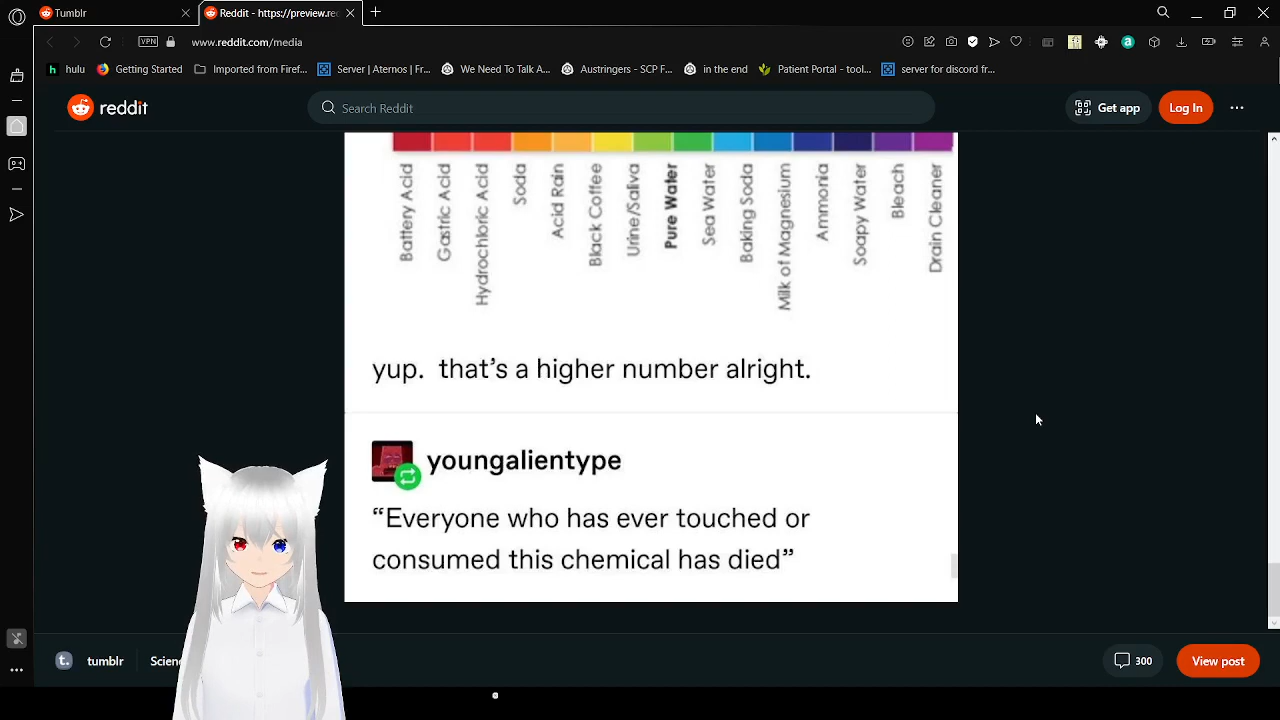 Tumblr
Reddit - https://preview.rec
VPN
www.reddit.com/media
hulu
Getting Started
Imported from Firef...
Server | Aternos | Fr...
We Need To Talk A...
Austringers - SCP F...
in the end
Patient Portal - tool...
server for discord fr...
reddit
Search Reddit
Get app
Log In
Battery Acid
Gastric Acid
Hydrochloric Acid
Soda
Acid Rain
Black Coffee
Urine/Saliva
Pure Water
Sea Water
Baking Soda
Milk of Magnesium
Ammonia
Soapy Water
Bleach
Drain Cleaner
yup. that's a higher number alright.
youngalientype
“Everyone who has ever touched or
consumed this chemical has died”
tumblr
Scienc
300
View post